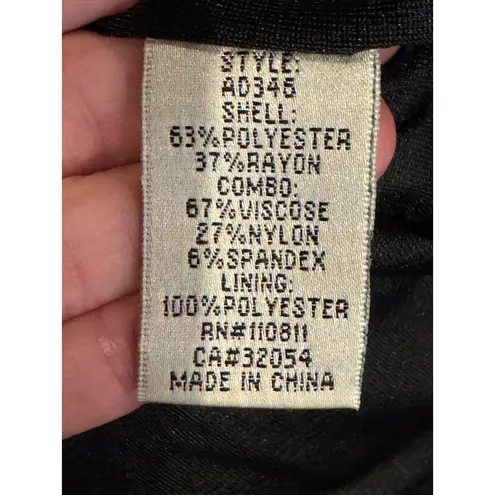 STYLE:
AD345
SHELL:
63%POLYESTER
37%RAYON
COMBO:
67%VISCOSE
27%NYLON
6%SPANDEX
LINING:
100%POLYESTER
RN#110811
CA#32054
MADE IN CHINA